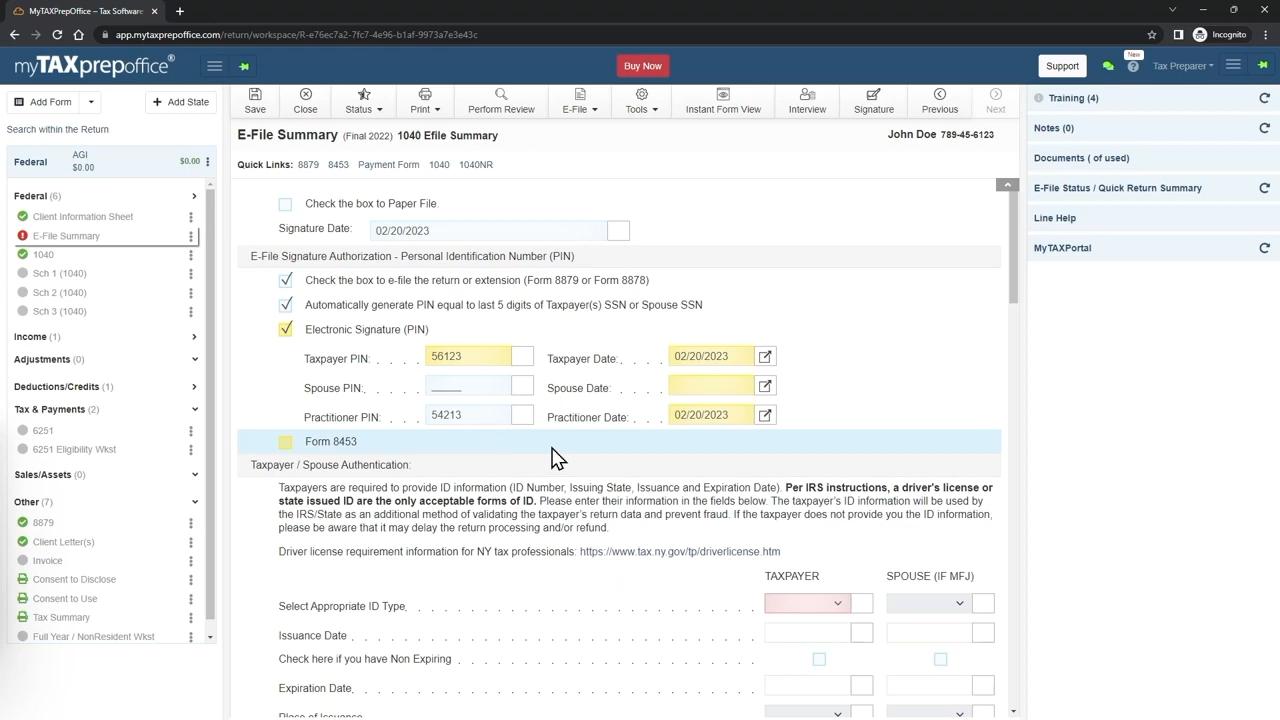 MyTAXPrepOffice – Tax Software
app.mytaxprepoffice.com/return/workspace/R-e76ec7a2-7fc7-4e96-b1af-9973a7e3e43c
Incognito
myTAXprepoffice®
Buy Now
Support
New
Tax Preparer
Add Form
Add State
Search within the Return
Federal
AGI
$0.00
$0.00
Federal (6)
Client Information Sheet
E-File Summary
1040
Sch 1 (1040)
Sch 2 (1040)
Sch 3 (1040)
Income (1)
Adjustments (0)
Deductions/Credits (1)
Tax & Payments (2)
6251
6251 Eligibility Wkst
Sales/Assets (0)
Other (7)
8879
Client Letter(s)
Invoice
Consent to Disclose
Consent to Use
Tax Summary
Full Year / NonResident Wkst
Save
Close
Status
Print
Perform Review
E-File
Tools
Instant Form View
Interview
Signature
Previous
Next
E-File Summary (Final 2022) 1040 Efile Summary
John Doe 789-45-6123
Quick Links: 8879 8453 Payment Form 1040 1040NR
Check the box to Paper File.
Signature Date: 02/20/2023
E-File Signature Authorization - Personal Identification Number (PIN)
Check the box to e-file the return or extension (Form 8879 or Form 8878)
Automatically generate PIN equal to last 5 digits of Taxpayer(s) SSN or Spouse SSN
Electronic Signature (PIN)
Taxpayer PIN: . . . . 56123 Taxpayer Date: . . . . 02/20/2023
Spouse PIN: . . . . _____ Spouse Date: . . . .
Practitioner PIN: . . . . 54213 Practitioner Date: . . . . 02/20/2023
Form 8453
Taxpayer / Spouse Authentication:
Taxpayers are required to provide ID information (ID Number, Issuing State, Issuance and Expiration Date). Per IRS instructions, a driver's license or
state issued ID are the only acceptable forms of ID. Please enter their information in the fields below. The taxpayer's ID information will be used by
the IRS/State as an additional method of validating the taxpayer's return data and prevent fraud. If the taxpayer does not provide you the ID information,
please be aware that it may delay the return processing and/or refund.
Driver license requirement information for NY tax professionals: https://www.tax.ny.gov/tp/driverlicense.htm
TAXPAYER SPOUSE (IF MFJ)
Select Appropriate ID Type
Issuance Date
Check here if you have Non Expiring
Expiration Date
Place of Issuance
Training (4)
Notes (0)
Documents ( of used)
E-File Status / Quick Return Summary
Line Help
MyTAXPortal